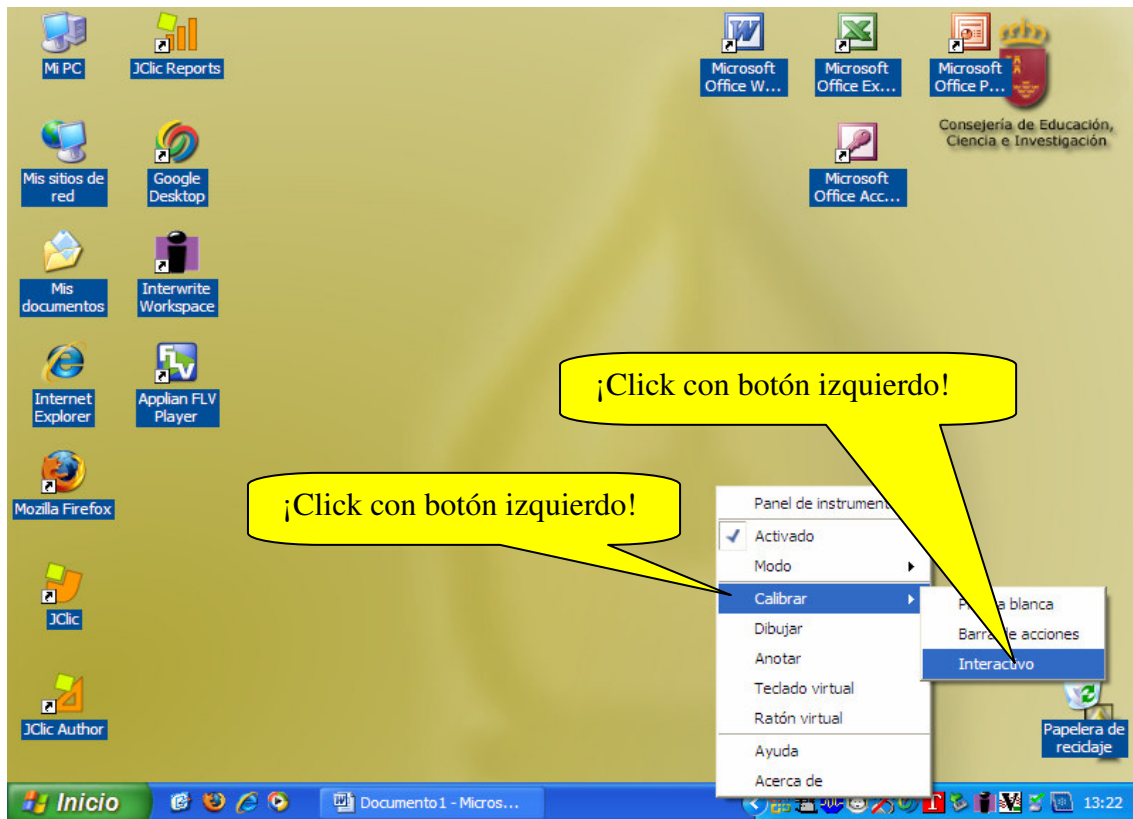 Mi PC
JClic Reports
Microsoft
Office W...
Microsoft
Office Ex...
Microsoft
Office P...
Consejería de Educación,
Ciencia e Investigación
Mis sitios de
red
Google
Desktop
Microsoft
Office Acc...
Mis
documentos
Interwrite
Workspace
Internet
Explorer
Applian FLV
Player
¡Click con botón izquierdo!
Mozilla Firefox
¡Click con botón izquierdo!
JClic
JClic Author
Panel de
Activado
Modo
Calibrar
Dibujar
Anotar
Teclado virtual
Ratón virtual
Ayuda
Acerca de
blanca
Barra de acciones
Interactivo
Papelera de
reciclaje
Inicio
Documento1 - Micros...
13:22